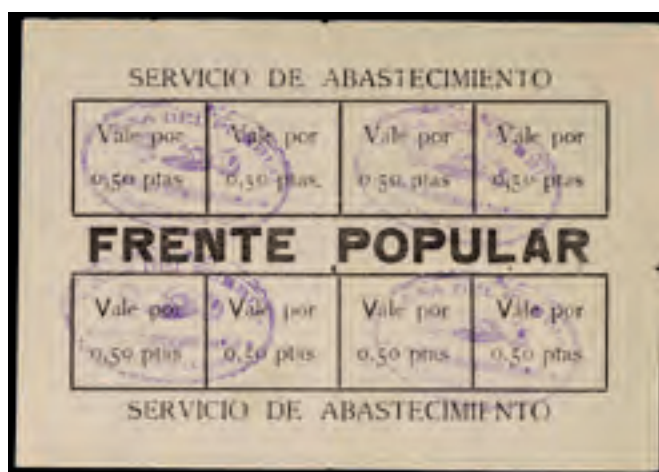 SERVICIO DE ABASTECIMIENTO
Vale por Vale por Vale por Vale por
0,50 ptas 0,50 ptas. 0,50 ptas 0,50 ptas
FRENTE POPULAR
Vale por Vale por Vale por Vale por
0,50 ptas 0,50 ptas 0,50 ptas 0,50 ptas
SERVICIO DE ABASTECIMIENTO